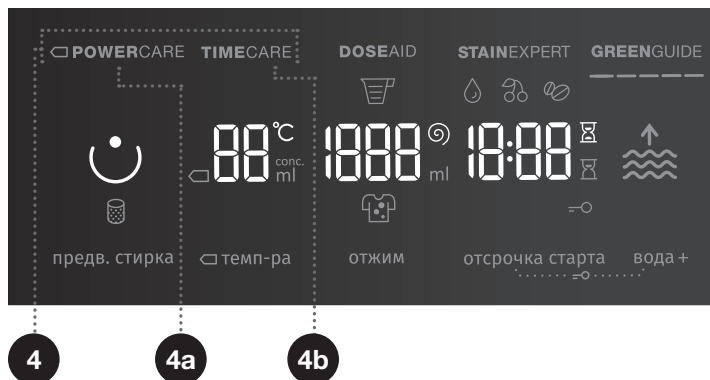 POWERCARE TIMECARE DOSEAID STAINEXPERT GREENGUIDE
88 °C 1888 18:88
conc.
ml ml
предв. стирка темп-ра отжим отсрочка старта вода +
4 4a 4b